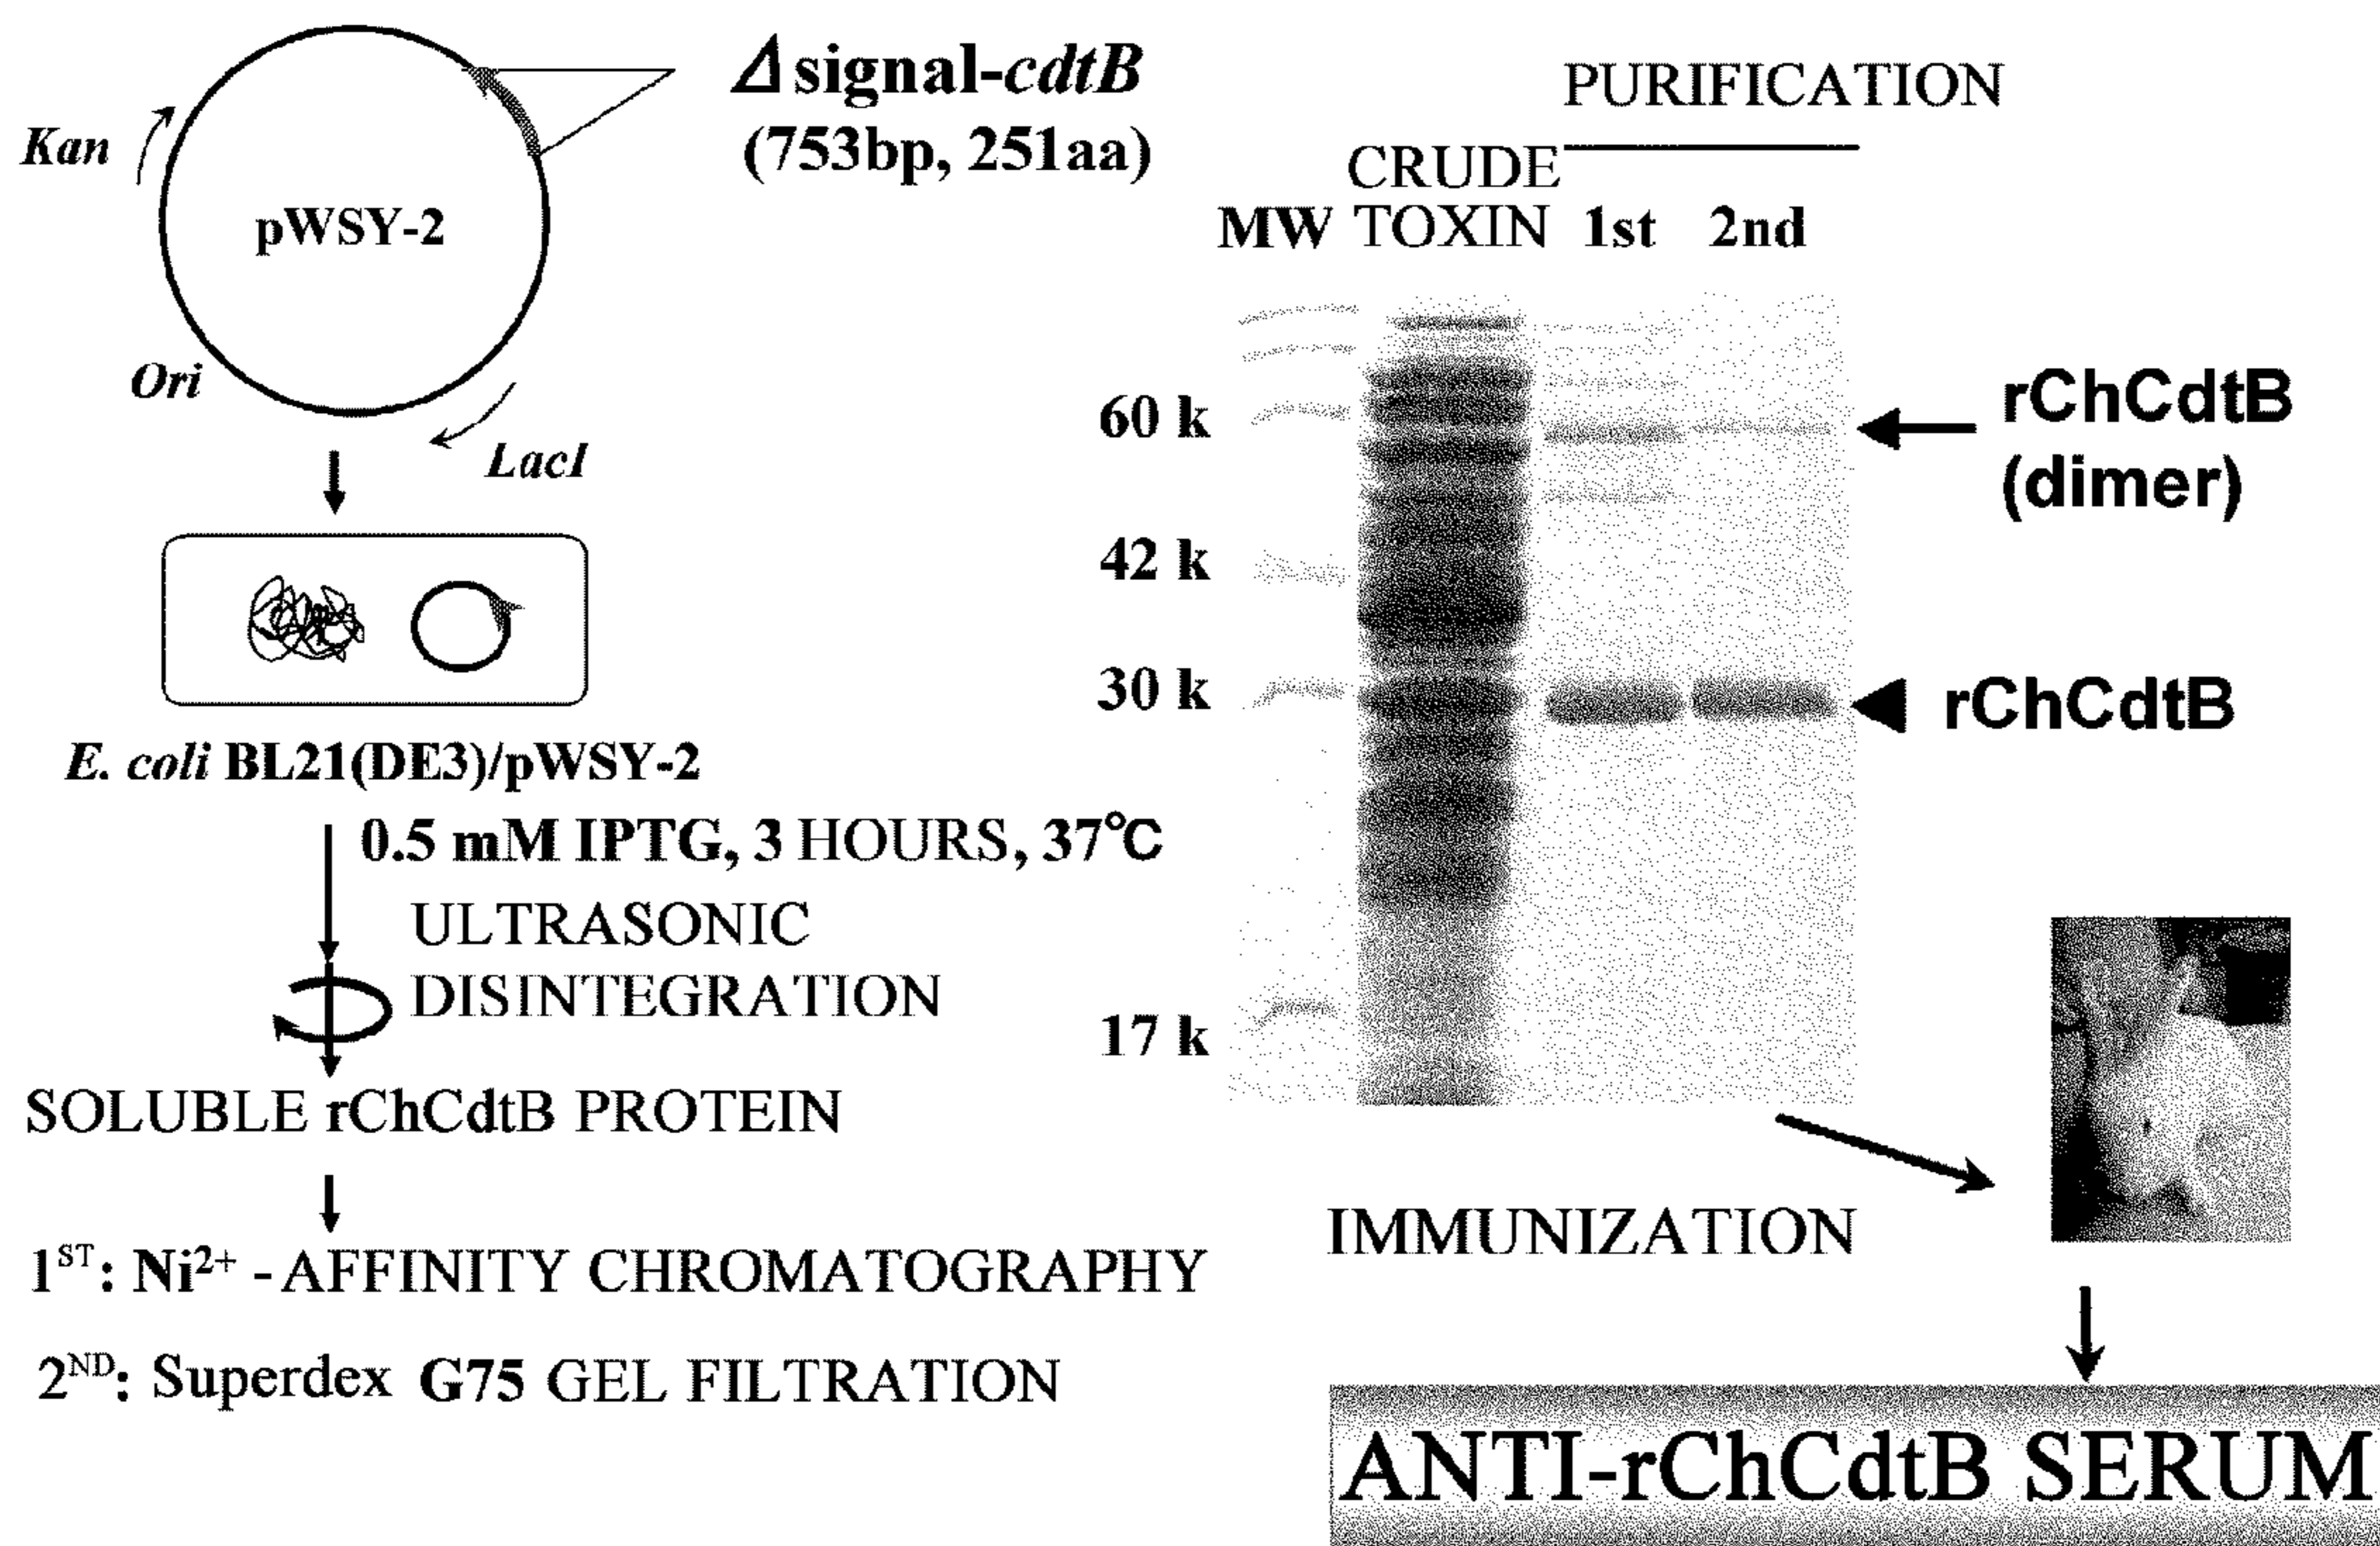 Δsignal-cdtB
(753bp, 251aa)
Kan
pWSY-2
Ori
LacI
E. coli BL21(DE3)/pWSY-2
0.5 mM IPTG, 3 HOURS, 37℃
ULTRASONIC
DISINTEGRATION
SOLUBLE rChCdtB PROTEIN
1ST: Ni2+ -AFFINITY CHROMATOGRAPHY
2ND: Superdex G75 GEL FILTRATION
PURIFICATION
CRUDE
MW TOXIN 1st 2nd
60 k
42 k
30 k
17 k
rChCdtB
(dimer)
rChCdtB
IMMUNIZATION
ANTI-rChCdtB SERUM